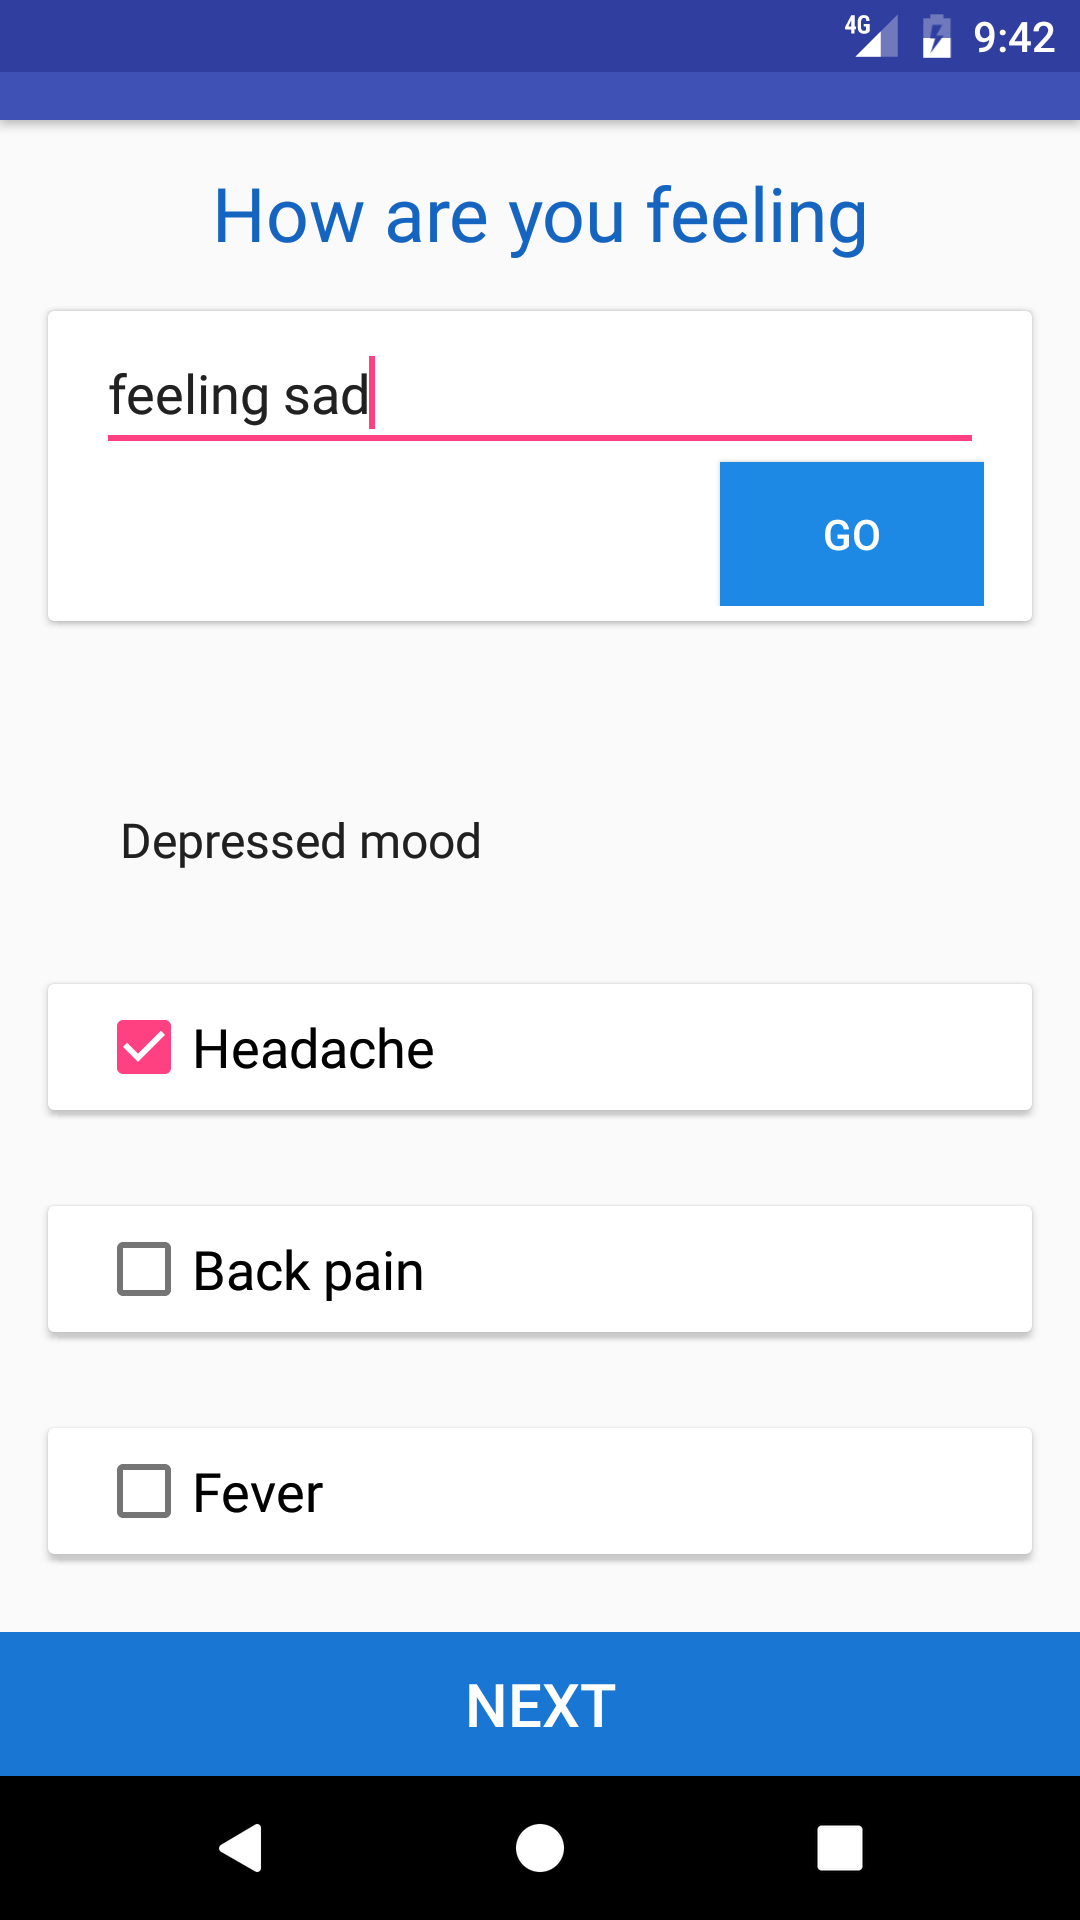 4G 9:42
How are you feeling
feeling sad
GO
Depressed mood
Headache
Back pain
Fever
NEXT